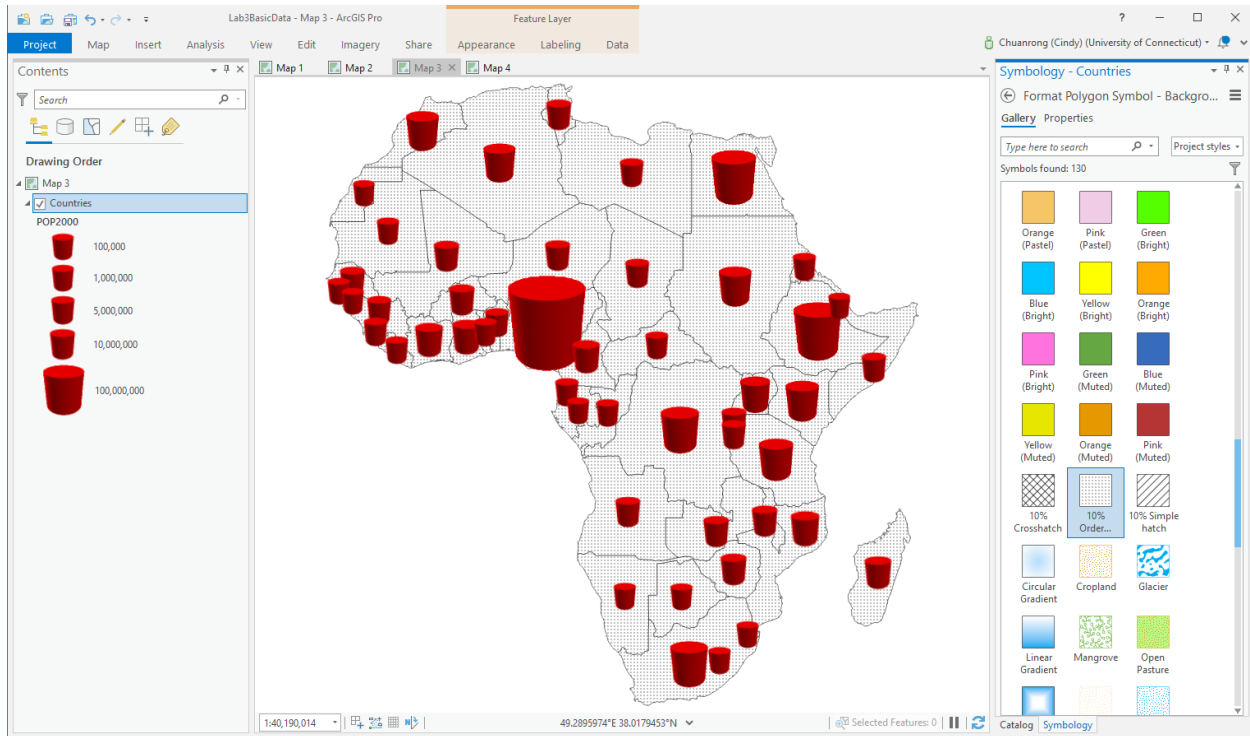 Lab3BasicData - Map 3 - ArcGIS Pro
Feature Layer
?
Project Map Insert Analysis View Edit Imagery Share Appearance Labeling Data
Chuanrong (Cindy) (University of Connecticut)
Contents
Search
Drawing Order
Map 3
Countries
POP2000
100,000
1,000,000
5,000,000
10,000,000
100,000,000
Map 1 Map 2 Map 3 Map 4
1:40,190,014
49.2895974°E 38.0179453°N
Selected Features: 0
Symbology - Countries
Format Polygon Symbol - Backgro...
Gallery Properties
Type here to search
Project styles
Symbols found: 130
Orange Pink Green
(Pastel) (Pastel) (Bright)
Blue Yellow Orange
(Bright) (Bright) (Bright)
Pink Green Blue
(Bright) (Muted) (Muted)
Yellow Orange Pink
(Muted) (Muted) (Muted)
10% 10% 10% Simple
Crosshatch Order... hatch
Circular Cropland Glacier
Gradient
Linear Mangrove Open
Gradient Pasture
Catalog Symbology